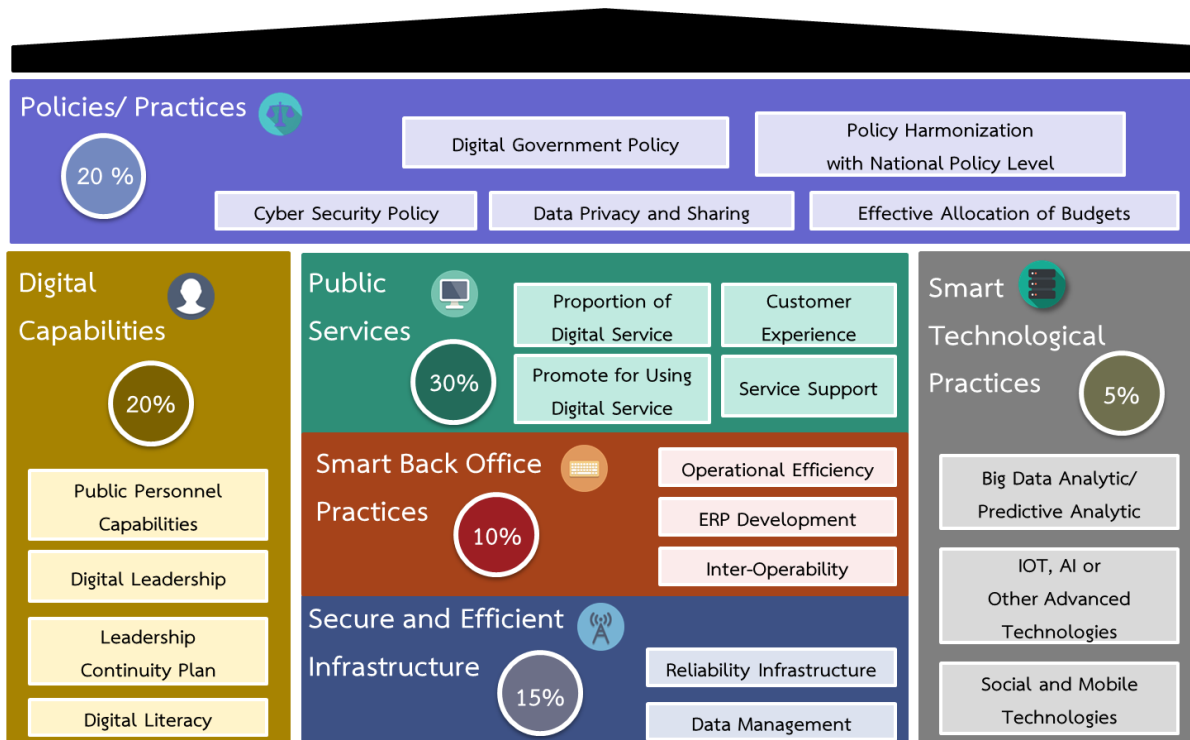 Policies/ Practices
20 %
Digital Government Policy
Policy Harmonization
with National Policy Level
Cyber Security Policy
Data Privacy and Sharing
Effective Allocation of Budgets
Digital
Capabilities
20%
Public Personnel
Capabilities
Digital Leadership
Leadership
Continuity Plan
Digital Literacy
Public
Services
30%
Proportion of
Digital Service
Customer
Experience
Promote for Using
Digital Service
Service Support
Smart Back Office
Practices
10%
Operational Efficiency
ERP Development
Inter-Operability
Secure and Efficient
Infrastructure
15%
Reliability Infrastructure
Data Management
Smart
Technological
Practices
5%
Big Data Analytic/
Predictive Analytic
IOT, AI or
Other Advanced
Technologies
Social and Mobile
Technologies